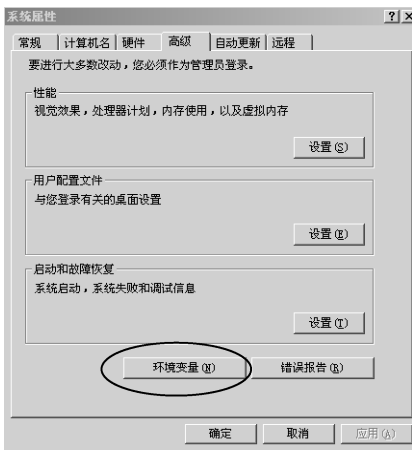 系统属性
常规 计算机名 硬件 高级 自动更新 远程
要进行大多数改动，您必须作为管理员登录。
性能
视觉效果，处理器计划，内存使用，以及虚拟内存
设置(S)
用户配置文件
与您登录有关的桌面设置
设置(E)
启动和故障恢复
系统启动，系统失败和调试信息
设置(T)
环境变量(N) 错误报告(R)
确定 取消 应用(A)